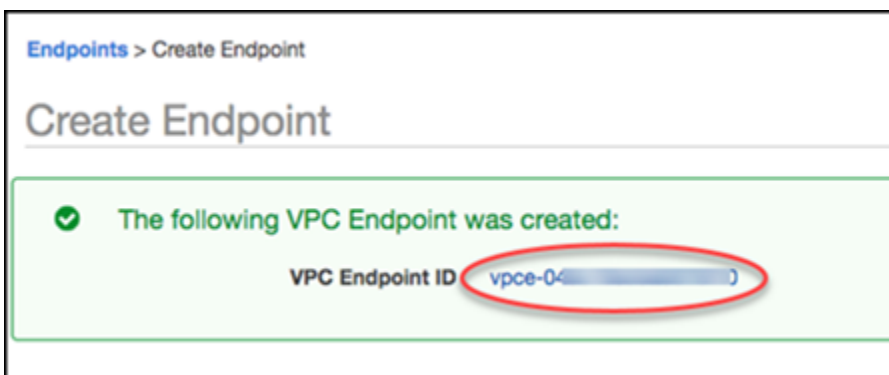 Endpoints > Create Endpoint
Create Endpoint
The following VPC Endpoint was created:
VPC Endpoint ID